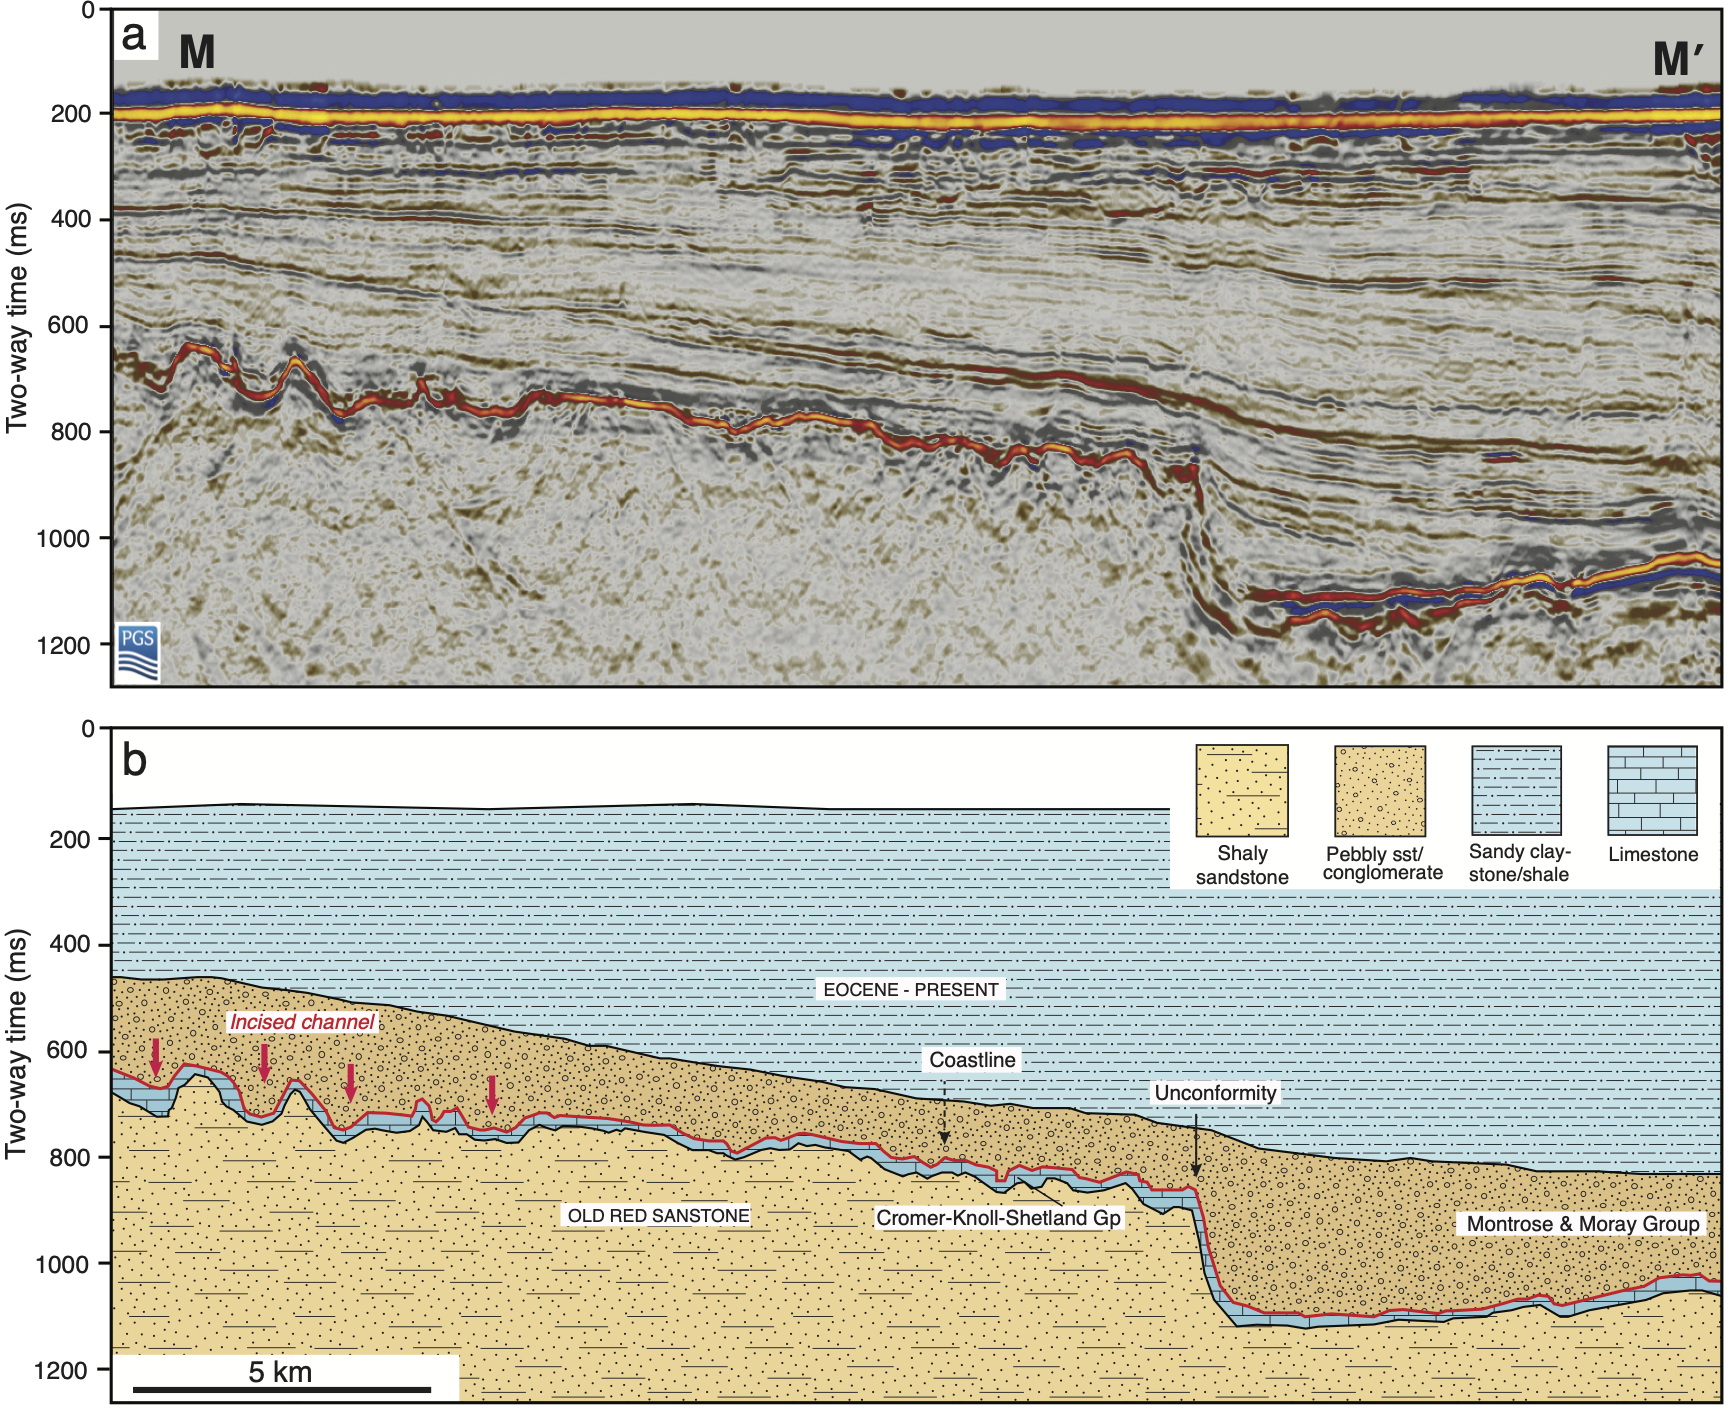 a
M
M′
0
200
400
600
800
1000
1200
Two-way time (ms)
PGS
b
0
200
400
600
800
1000
1200
Two-way time (ms)
Shaly
sandstone
Pebbly sst/
conglomerate
Sandy clay-
stone/shale
Limestone
EOCENE - PRESENT
Incised channel
Coastline
Unconformity
OLD RED SANSTONE
Cromer-Knoll-Shetland Gp
Montrose & Moray Group
5 km